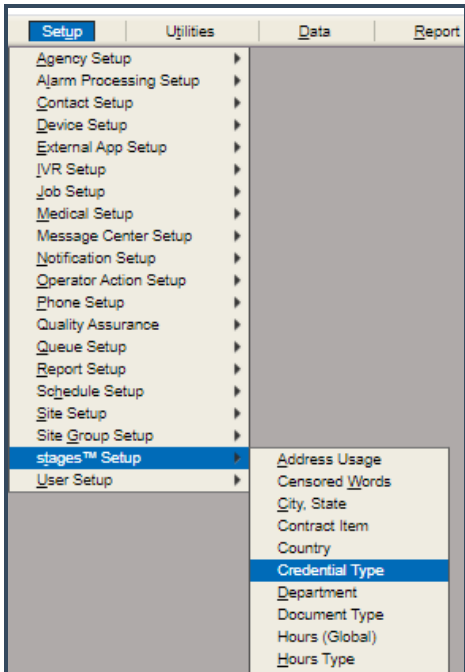 Setup Utilities Data Report
Agency Setup
Alarm Processing Setup
Contact Setup
Device Setup
External App Setup
IVR Setup
Job Setup
Medical Setup
Message Center Setup
Notification Setup
Operator Action Setup
Phone Setup
Quality Assurance
Queue Setup
Report Setup
Schedule Setup
Site Setup
Site Group Setup
stages™ Setup
User Setup
Address Usage
Censored Words
City, State
Contract Item
Country
Credential Type
Department
Document Type
Hours (Global)
Hours Type